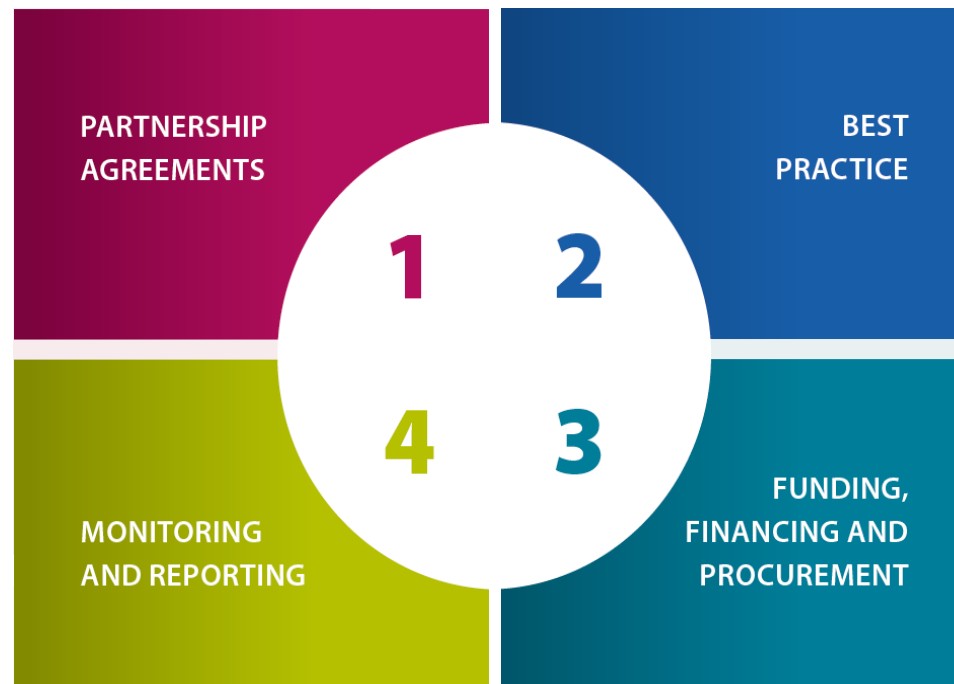 PARTNERSHIP
AGREEMENTS
1
BEST
PRACTICE
2
3
FUNDING,
FINANCING AND
PROCUREMENT
4
MONITORING
AND REPORTING